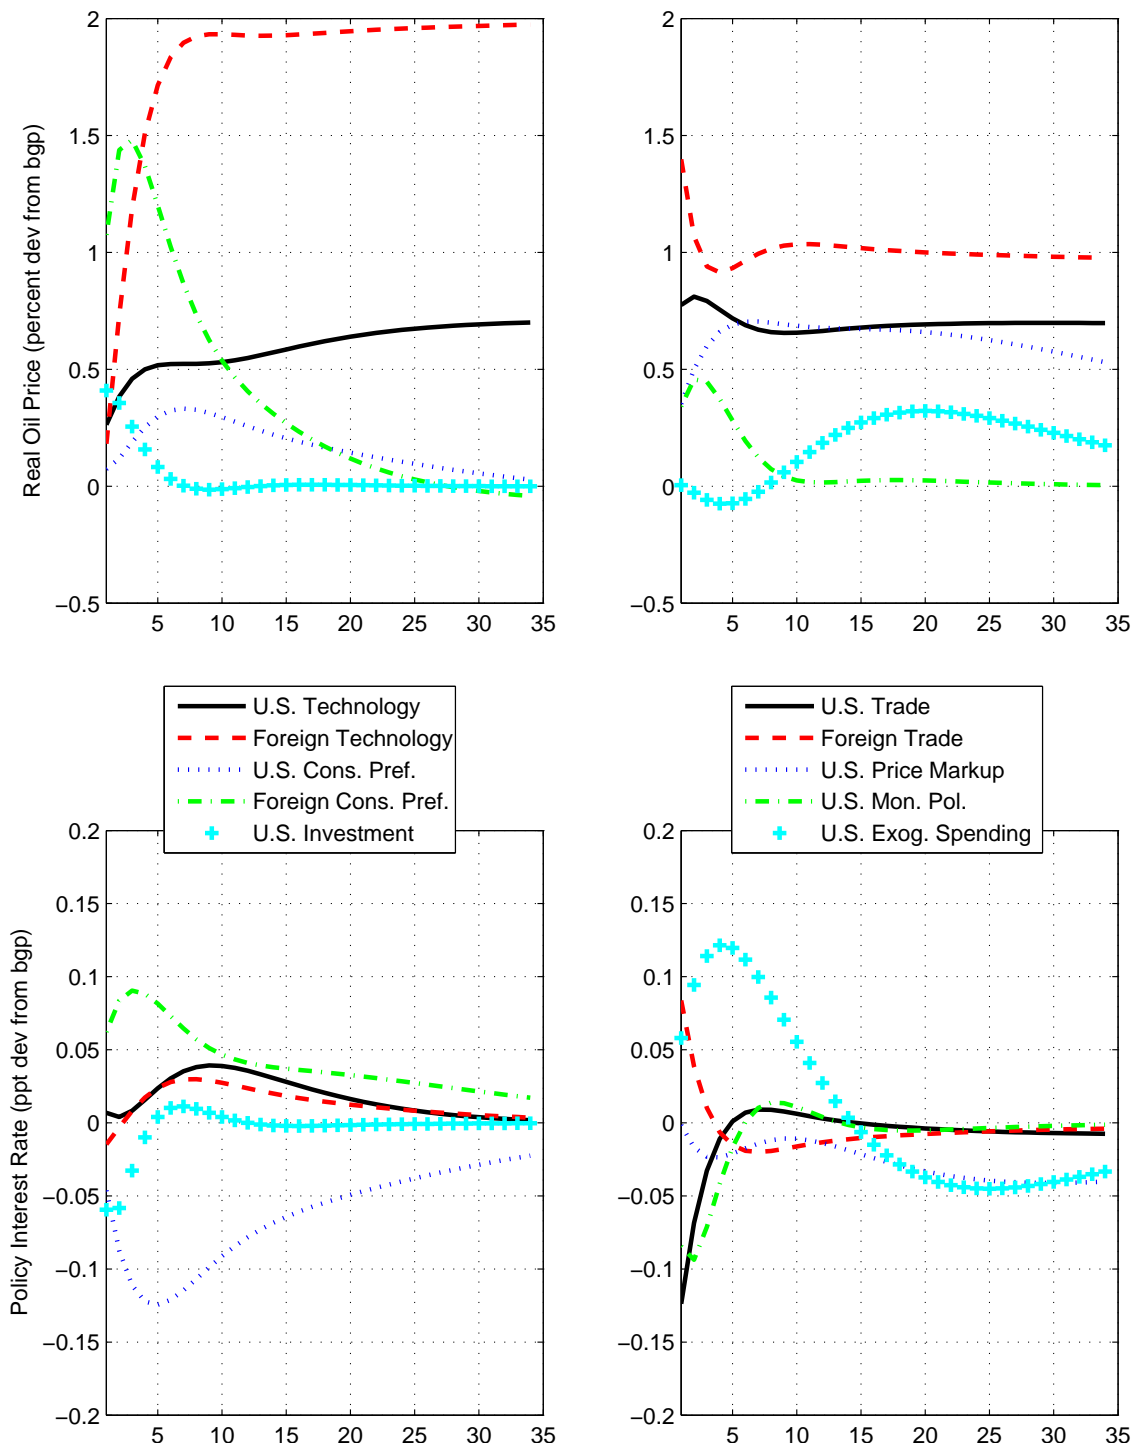 Real Oil Price (percent dev from bgp)
2
1.5
1
0.5
0
−0.5
5 10 15 20 25 30 35
2
1.5
1
0.5
0
−0.5
5 10 15 20 25 30 35
U.S. Technology
Foreign Technology
U.S. Cons. Pref.
Foreign Cons. Pref.
U.S. Investment
U.S. Trade
Foreign Trade
U.S. Price Markup
U.S. Mon. Pol.
U.S. Exog. Spending
Policy Interest Rate (ppt dev from bgp)
0.2
0.15
0.1
0.05
0
−0.05
−0.1
−0.15
−0.2
5 10 15 20 25 30 35
0.2
0.15
0.1
0.05
0
−0.05
−0.1
−0.15
−0.2
5 10 15 20 25 30 35